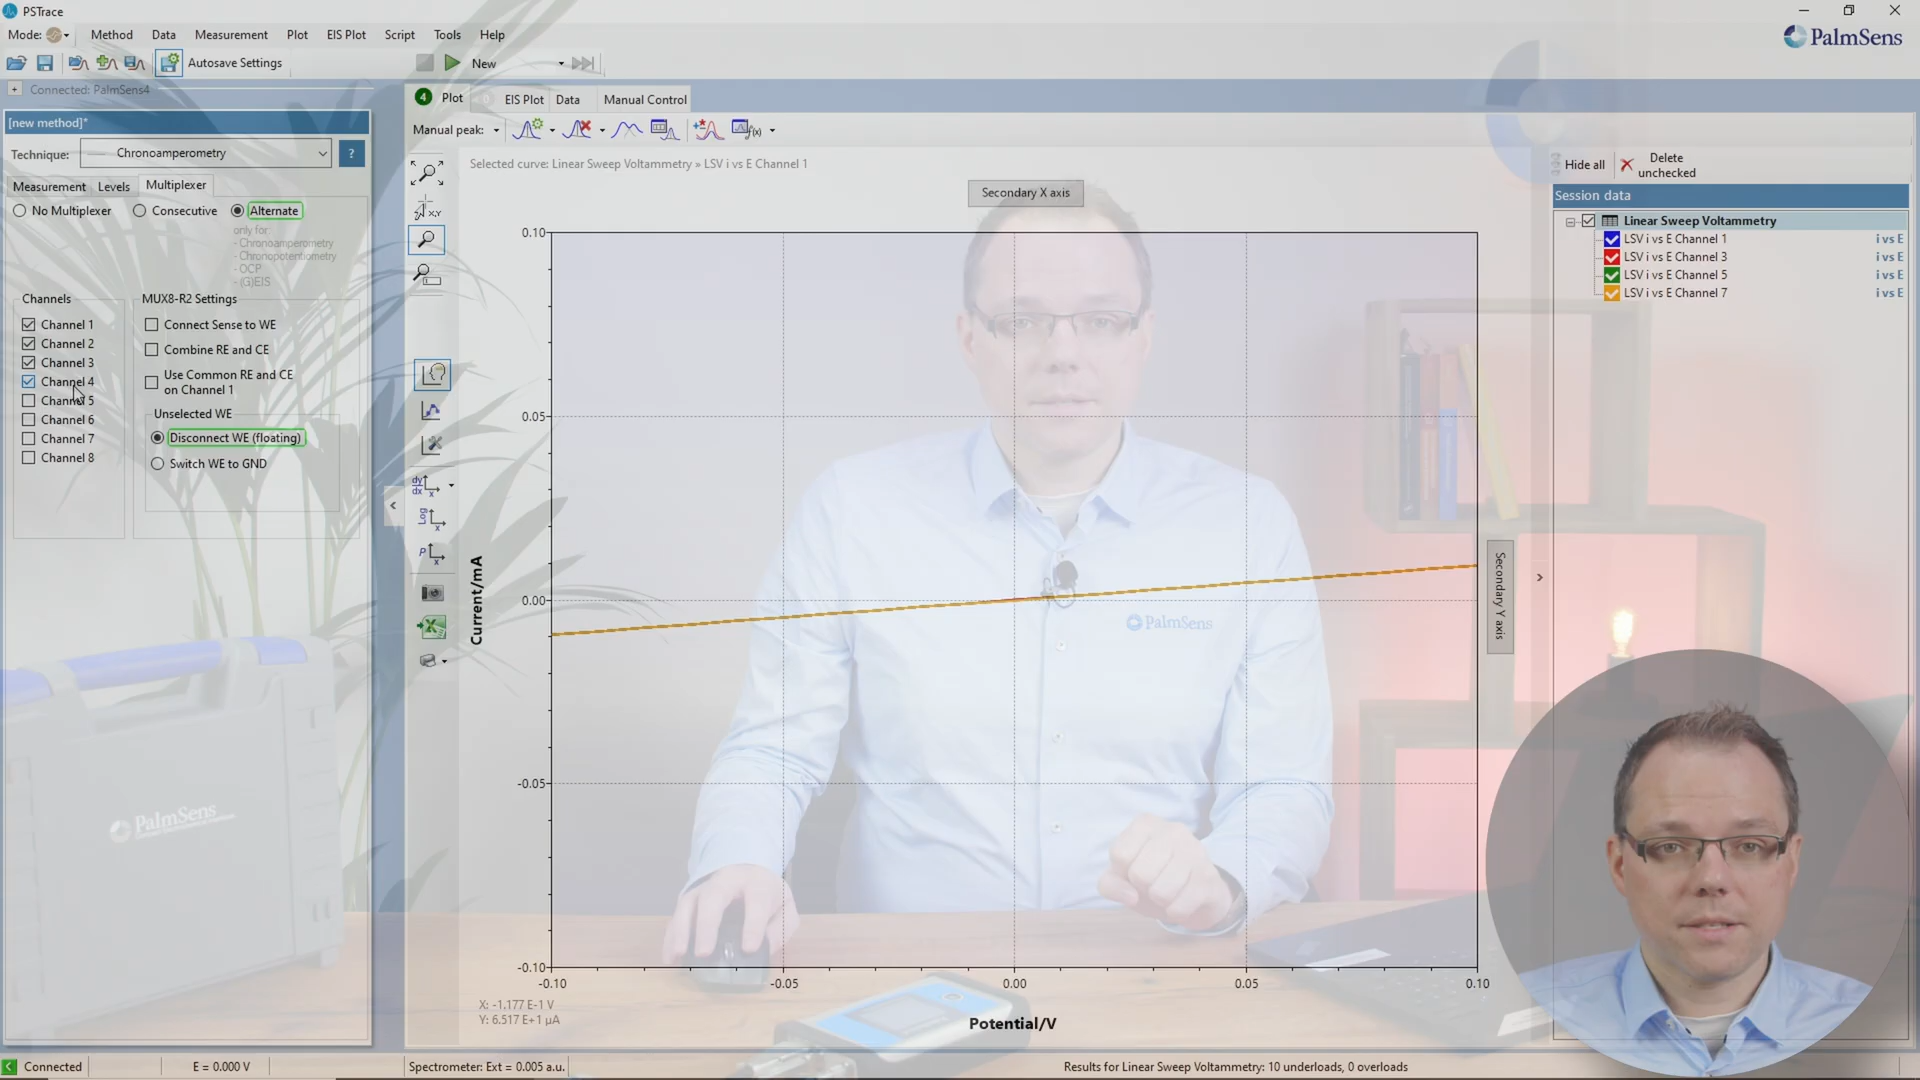 PSTrace
Mode:
Method
Data
Measurement
Plot
EIS Plot
Script
Tools
Help
PalmSens
Autosave Settings
New
Connected: PalmSens4
Plot
EIS Plot
Data
Manual Control
[new method]*
Manual peak:
Technique:
Chronoamperometry
?
Measurement
Levels
Multiplexer
Selected curve: Linear Sweep Voltammetry » LSV i vs E Channel 1
Hide all
Delete unchecked
Secondary X axis
Session data
No Multiplexer
Consecutive
Alternate
only for:
- Chronoamperometry
- Chronopotentiometry
- OCP
- (G)EIS
Linear Sweep Voltammetry
LSV i vs E Channel 1 i vs E
LSV i vs E Channel 3 i vs E
LSV i vs E Channel 5 i vs E
LSV i vs E Channel 7 i vs E
Channels
Channel 1
Channel 2
Channel 3
Channel 4
Channel 5
Channel 6
Channel 7
Channel 8
MUX8-R2 Settings
Connect Sense to WE
Combine RE and CE
Use Common RE and CE
on Channel 1
Unselected WE
Disconnect WE (floating)
Switch WE to GND
x,y
dy/dx x
Log x
P x
f(x)
0.10
0.05
0.00
-0.05
-0.10
Current/mA
Secondary Y axis
PalmSens
PalmSens
-0.10
-0.05
0.00
0.05
0.10
X: -1.177 E-1 V
Y: 6.517 E+1 µA
Potential/V
Connected
E = 0.000 V
Spectrometer: Ext = 0.005 a.u.
Results for Linear Sweep Voltammetry: 10 underloads, 0 overloads
4